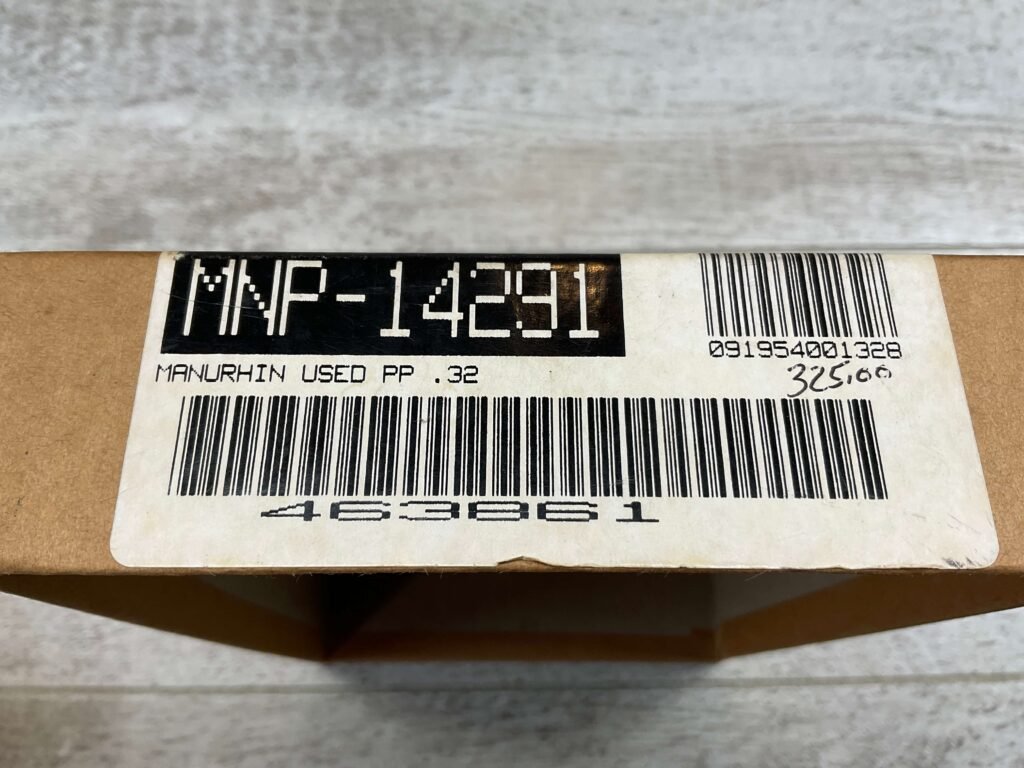 MNP-14291
091954001328
MANURHIN USED PP .32
325.00
463861